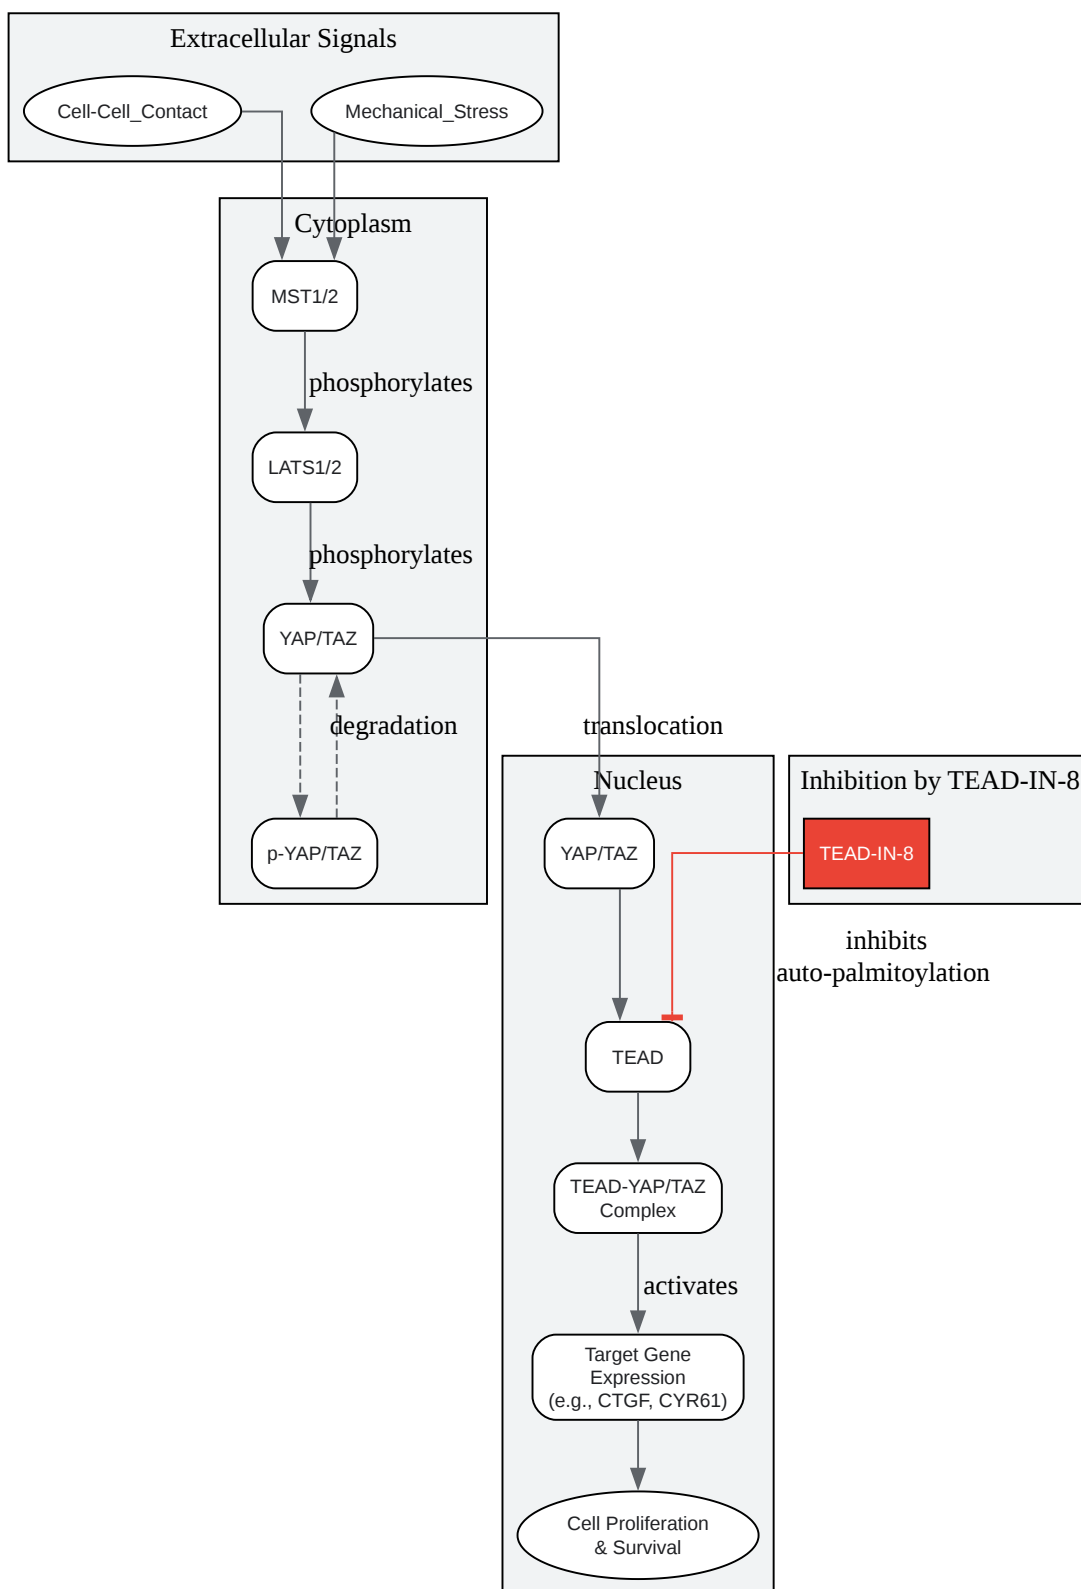 Extracellular Signals
Cell-Cell_Contact
Mechanical_Stress
Cytoplasm
MST1/2
phosphorylates
LATS1/2
phosphorylates
YAP/TAZ
degradation
translocation
p-YAP/TAZ
Nucleus
YAP/TAZ
Inhibition by TEAD-IN-8
TEAD-IN-8
inhibits
auto-palmitoylation
TEAD
TEAD-YAP/TAZ
Complex
activates
Target Gene
Expression
(e.g., CTGF, CYR61)
Cell Proliferation
& Survival